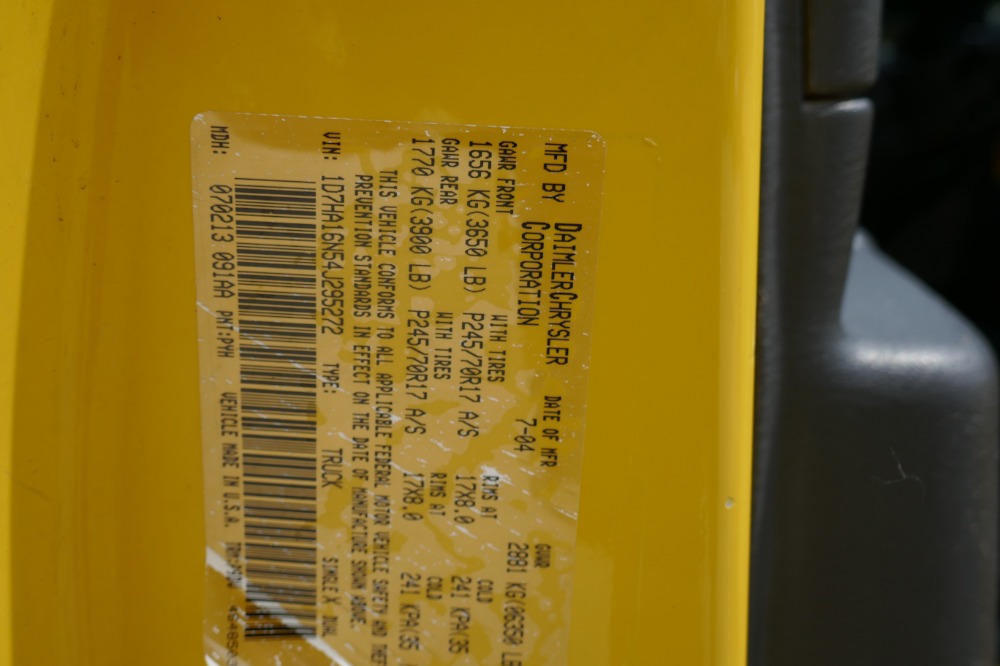 MFD BY DAIMLERCHRYSLER CORPORATION
DATE OF MFR 7-04
GVWR 2881 KG(06350 LB
GAWR FRONT WITH TIRES RIMS AT COLD
1656 KG(3650 LB) P245/70R17 A/S 17X8.0 241 KPA(35
GAWR REAR WITH TIRES RIMS AT COLD
1770 KG(3900 LB) P245/70R17 A/S 17X8.0 241 KPA(35
THIS VEHICLE CONFORMS TO ALL APPLICABLE FEDERAL MOTOR VEHICLE SAFETY AND THEFT
PREVENTION STANDARDS IN EFFECT ON THE DATE OF MANUFACTURE SHOWN ABOVE.
VIN: 1D7HA16N54J295272 TYPE: TRUCK SINGLE X DUAL
MDH: 070213 091AA PNT:PYH VEHICLE MADE IN U.S.A.